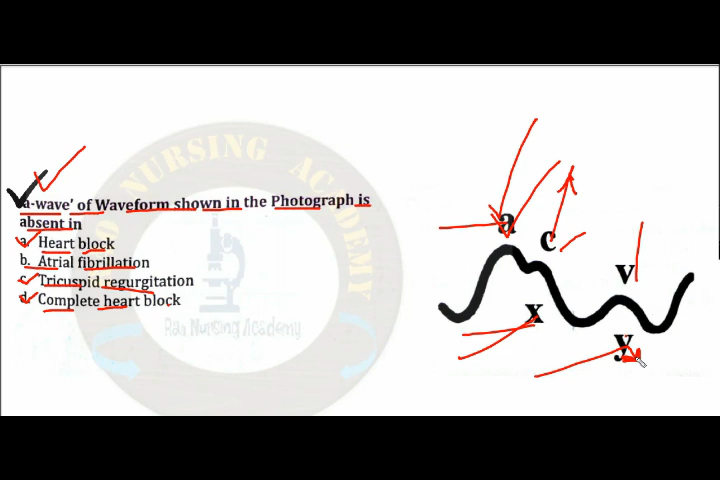 a-wave' of Waveform shown in the Photograph is
absent in
a. Heart block
b. Atrial fibrillation
c. Tricuspid regurgitation
d. Complete heart block
a
c
v
x
y
NURSING ACADEMY
Rao Nursing Academy